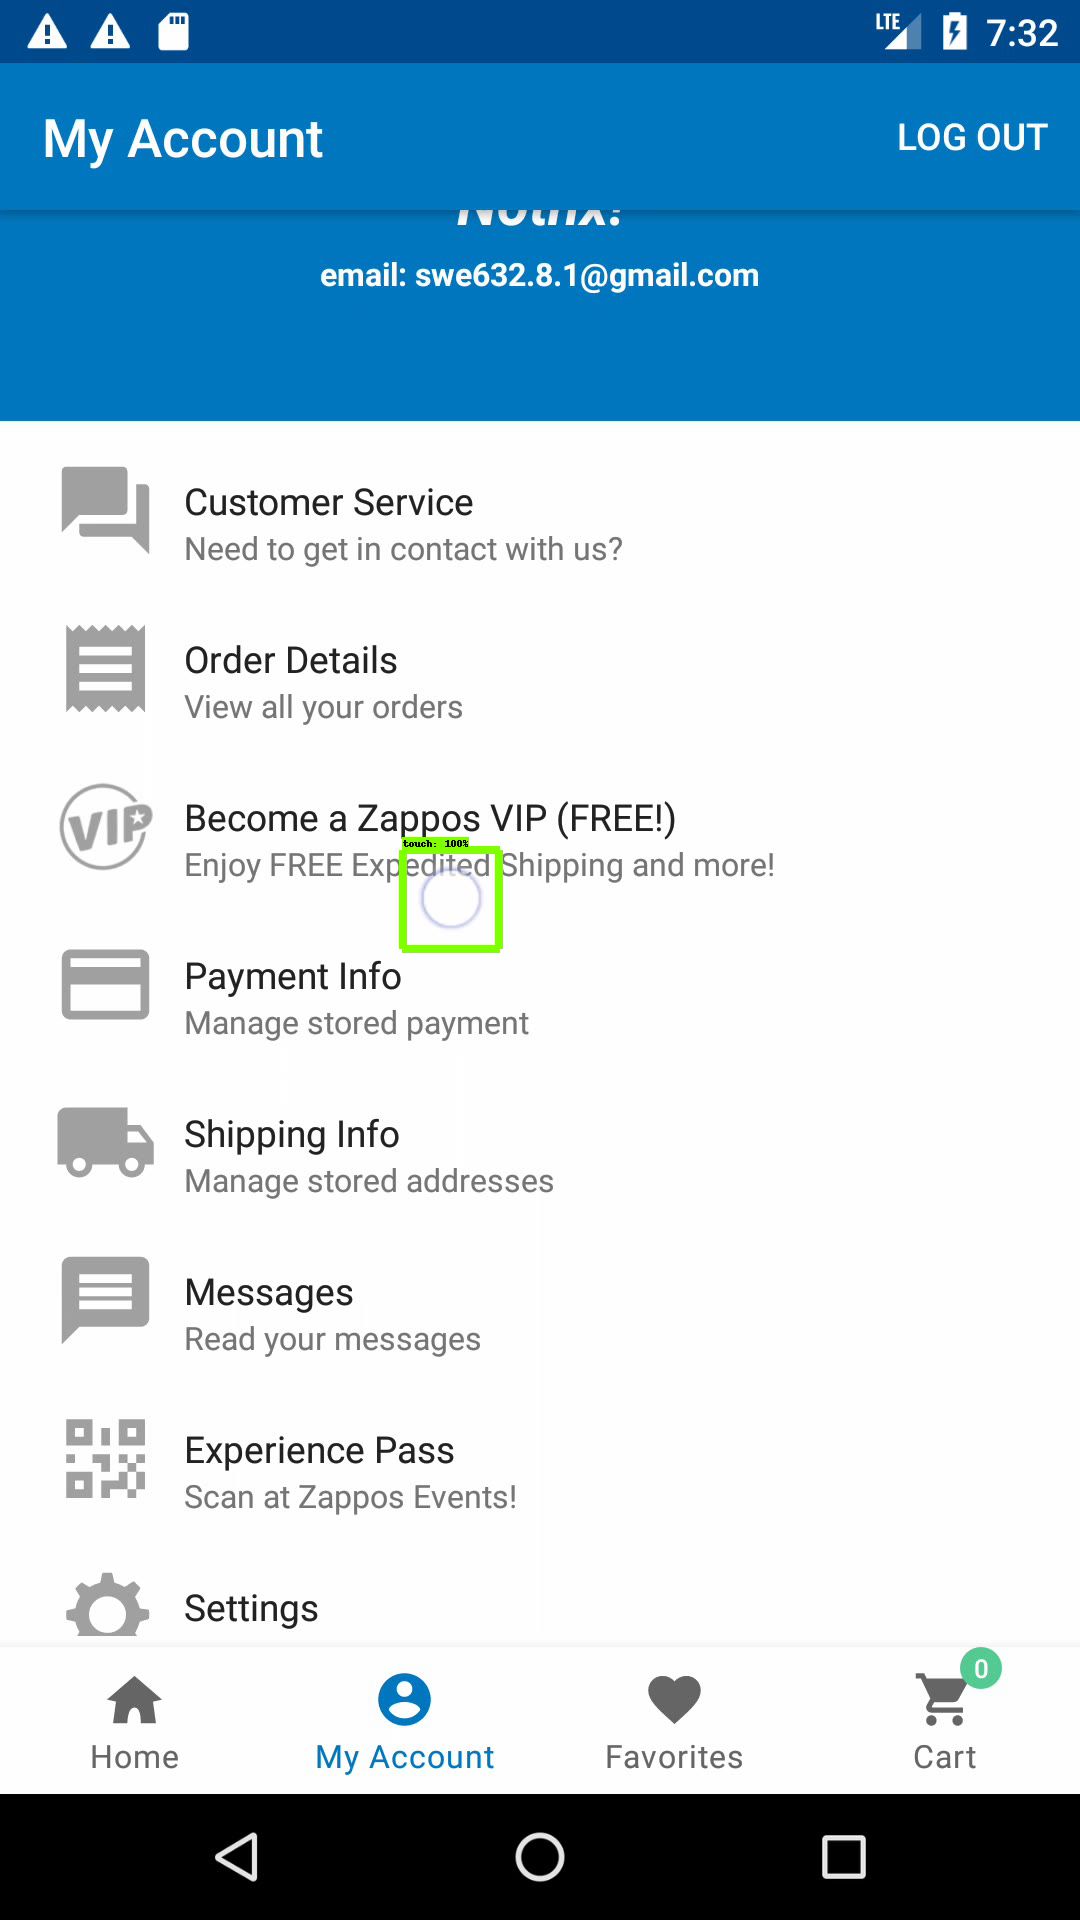 LTE 7:32
My Account LOG OUT
email: swe632.8.1@gmail.com
Customer Service
Need to get in contact with us?
Order Details
View all your orders
VIP
Become a Zappos VIP (FREE!)
touch: 100%
Enjoy FREE Expedited Shipping and more!
Payment Info
Manage stored payment
Shipping Info
Manage stored addresses
Messages
Read your messages
Experience Pass
Scan at Zappos Events!
Settings
0
Home My Account Favorites Cart